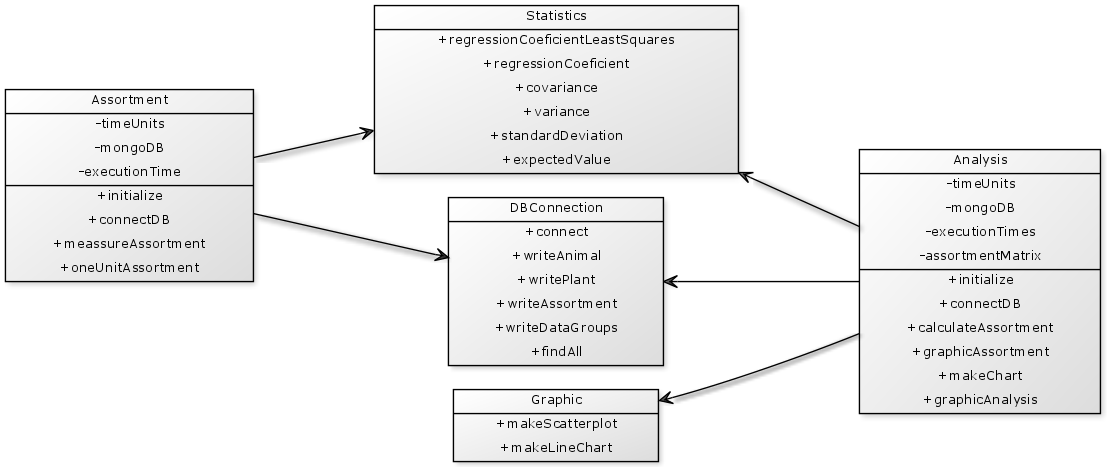 Statistics
+regressionCoeficientLeastSquares
+regressionCoeficient
+covariance
+variance
+standardDeviation
+expectedValue
Assortment
-timeUnits
-mongoDB
-executionTime
+initialize
+connectDB
+meassureAssortment
+oneUnitAssortment
DBConnection
+connect
+writeAnimal
+writePlant
+writeAssortment
+writeDataGroups
+findAll
Analysis
-timeUnits
-mongoDB
-executionTimes
-assortmentMatrix
+initialize
+connectDB
+calculateAssortment
+graphicAssortment
+makeChart
+graphicAnalysis
Graphic
+makeScatterplot
+makeLineChart